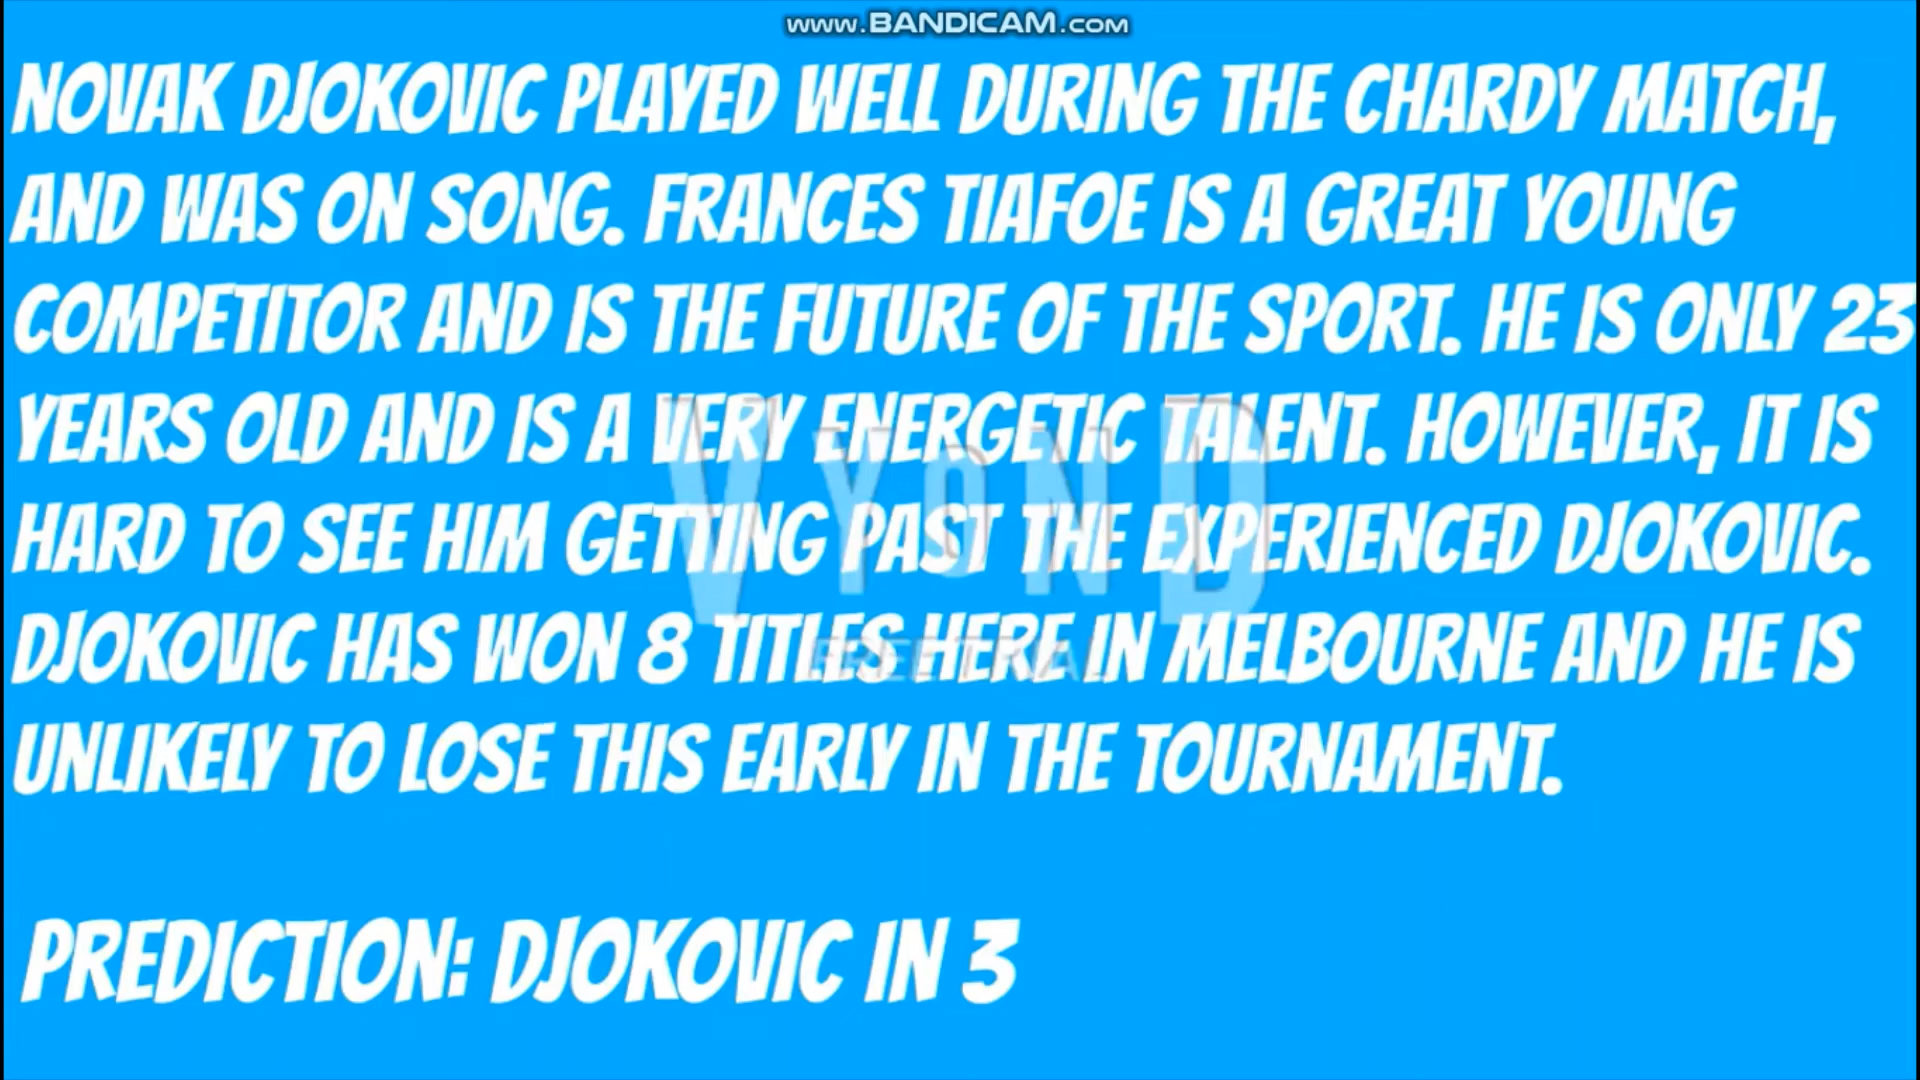 www.BANDICAM.com
NOVAK DJOKOVIC PLAYED WELL DURING THE CHARDY MATCH,
AND WAS ON SONG. FRANCES TIAFOE IS A GREAT YOUNG
COMPETITOR AND IS THE FUTURE OF THE SPORT. HE IS ONLY 23
YEARS OLD AND IS A VERY ENERGETIC TALENT. HOWEVER, IT IS
HARD TO SEE HIM GETTING PAST THE EXPERIENCED DJOKOVIC.
DJOKOVIC HAS WON 8 TITLES HERE IN MELBOURNE AND HE IS
UNLIKELY TO LOSE THIS EARLY IN THE TOURNAMENT.
VYOND
FREE TRIAL
PREDICTION: DJOKOVIC IN 3